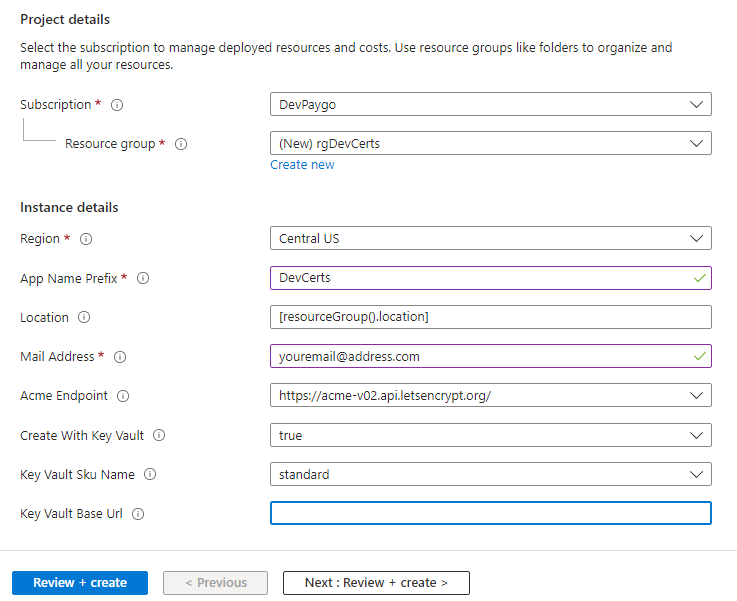 Project details
Select the subscription to manage deployed resources and costs. Use resource groups like folders to organize and
manage all your resources.
Subscription *
DevPaygo
Resource group *
(New) rgDevCerts
Create new
Instance details
Region *
Central US
App Name Prefix *
DevCerts
Location
[resourceGroup().location]
Mail Address *
youremail@address.com
Acme Endpoint
https://acme-v02.api.letsencrypt.org/
Create With Key Vault
true
Key Vault Sku Name
standard
Key Vault Base Url
Review + create
< Previous
Next : Review + create >